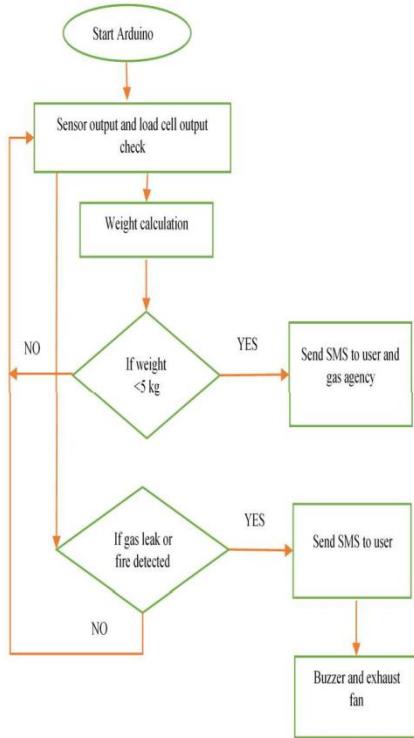 Start Arduino
Sensor output and load cell output
check
Weight calculation
NO
If weight
<5 kg
YES
Send SMS to user and
gas agency
If gas leak or
fire detected
YES
Send SMS to user
NO
Buzzer and exhaust
fan